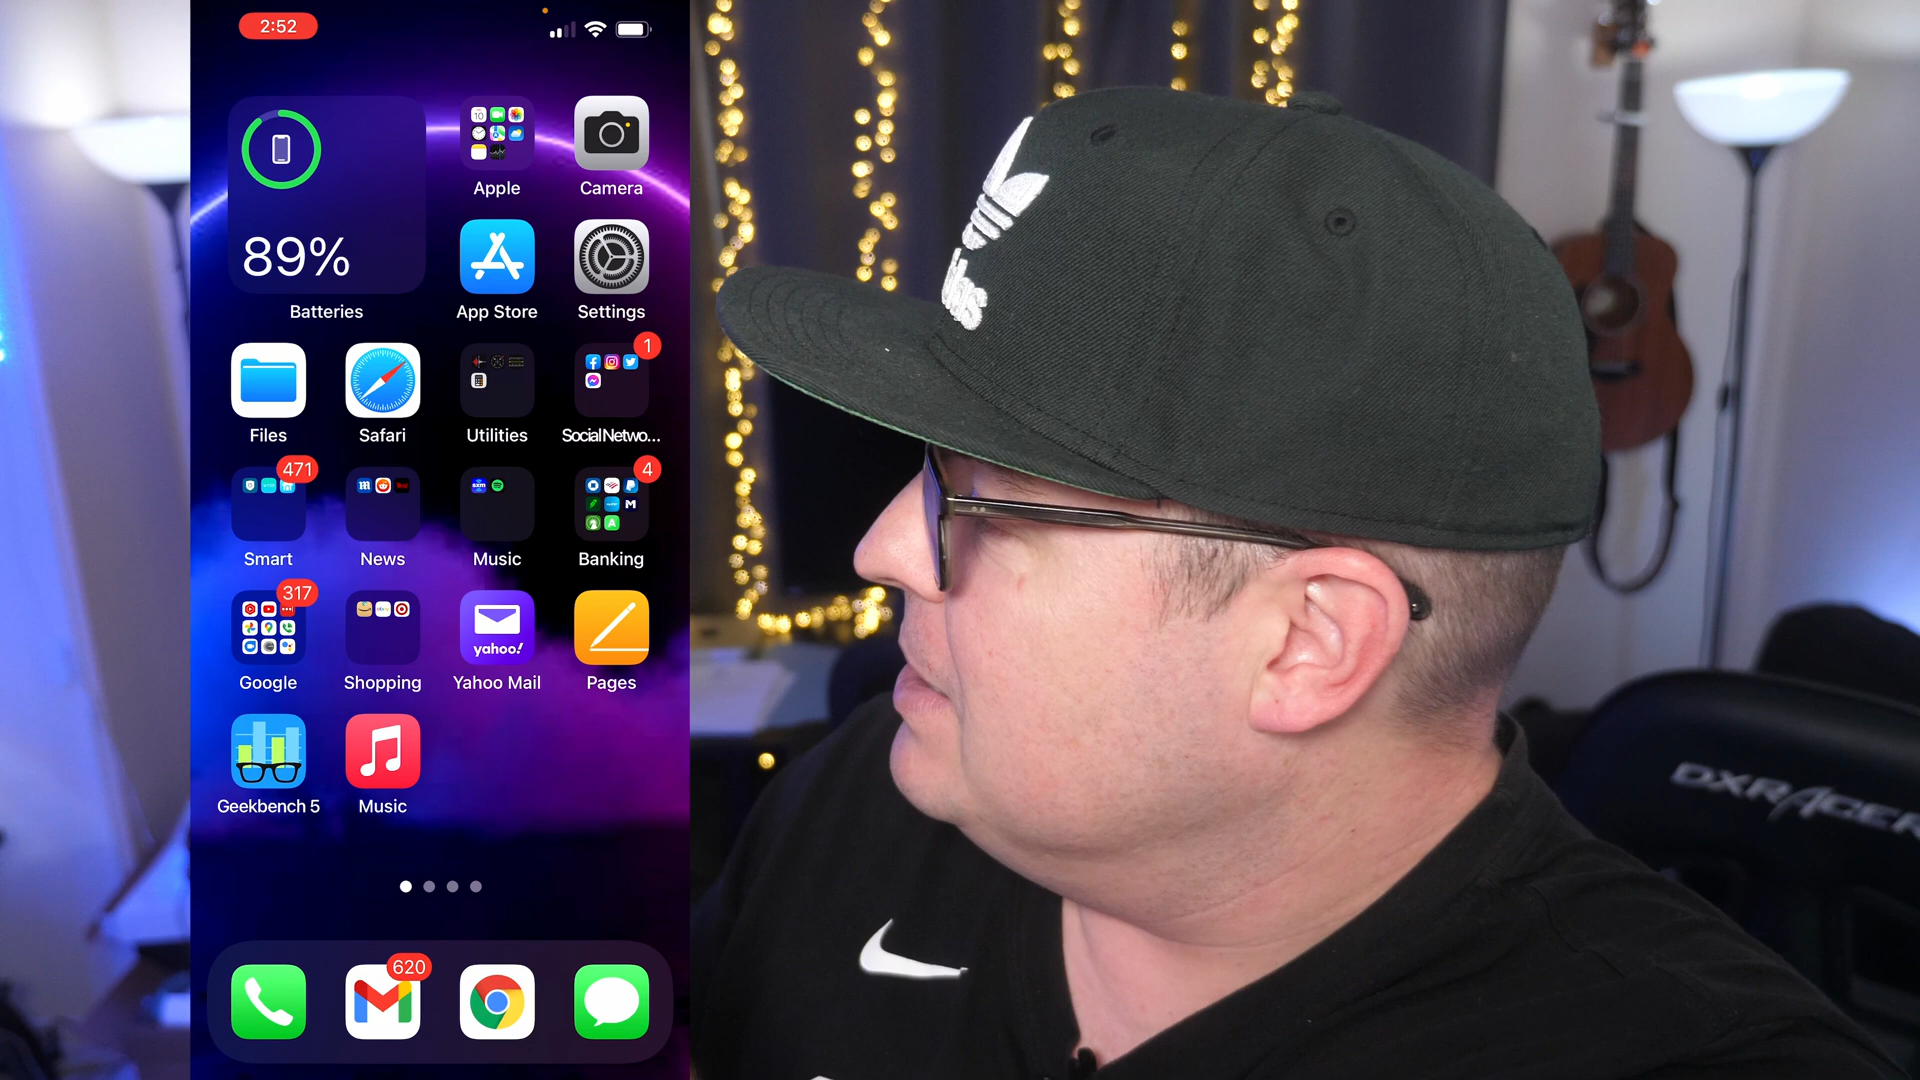 2:52
89%
Batteries
Apple
Camera
App Store
Settings
1
Files
Safari
Utilities
SocialNetwo...
471
4
Smart
News
Music
Banking
317
yahoo!
Google
Shopping
Yahoo Mail
Pages
Geekbench 5
Music
620
DXRACER